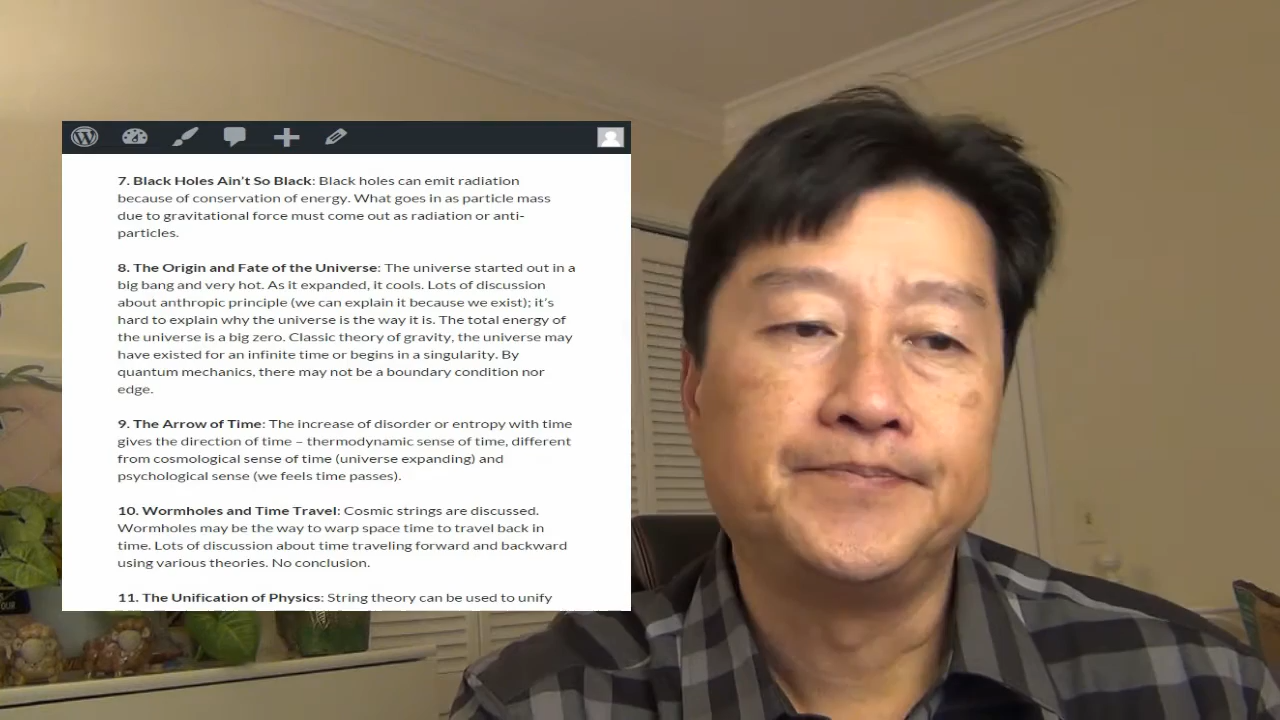 7. Black Holes Ain't So Black: Black holes can emit radiation
because of conservation of energy. What goes in as particle mass
due to gravitational force must come out as radiation or anti-
particles.
8. The Origin and Fate of the Universe: The universe started out in a
big bang and very hot. As it expanded, it cools. Lots of discussion
about anthropic principle (we can explain it because we exist); it's
hard to explain why the universe is the way it is. The total energy of
the universe is a big zero. Classic theory of gravity, the universe may
have existed for an infinite time or begins in a singularity. By
quantum mechanics, there may not be a boundary condition nor
edge.
9. The Arrow of Time: The increase of disorder or entropy with time
gives the direction of time – thermodynamic sense of time, different
from cosmological sense of time (universe expanding) and
psychological sense (we feels time passes).
10. Wormholes and Time Travel: Cosmic strings are discussed.
Wormholes may be the way to warp space time to travel back in
time. Lots of discussion about time traveling forward and backward
using various theories. No conclusion.
11. The Unification of Physics: String theory can be used to unify